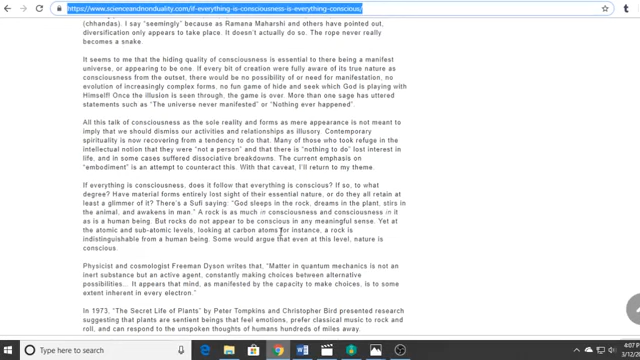 https://www.scienceandnonduality.com/if-everything-is-consciousness-is-everything-conscious/
(chhandas). I say "seemingly" because as Ramana Maharshi and others have pointed out,
diversification only appears to take place. It doesn't actually do so. The rope never really
becomes a snake.
It seems to me that the hiding quality of consciousness is essential to there being a manifest
universe, or appearing to be one. If every bit of creation were fully aware of its true nature as
consciousness from the outset, there would be no possibility of or need for manifestation, no
evolution of increasingly complex forms, no fun game of hide and seek which God is playing with
Himself! Once the illusion is seen through, the game is over. More than one sage has uttered
statements such as "The universe never manifested" or "Nothing ever happened".
All this talk of consciousness as the sole reality and forms as mere appearance is not meant to
imply that we should dismiss our activities and relationships as illusory. Contemporary
spirituality is now recovering from a tendency to do that. Many of those who took refuge in the
intellectual notion that they were "not a person" and that there is "nothing to do" lost interest in
life, and in some cases suffered dissociative breakdowns. The current emphasis on
"embodiment" is an attempt to counteract this. With that caveat, I'll return to my theme.
If everything is consciousness, does it follow that everything is conscious? If so, to what
degree? Have material forms entirely lost sight of their essential nature, or do they all retain at
least a glimmer of it? There's a Sufi saying: "God sleeps in the rock, dreams in the plant, stirs in
the animal, and awakens in man." A rock is as much in consciousness and consciousness in it
as is a human being. But rocks do not appear to be conscious in any meaningful sense. Yet at
the atomic and sub-atomic levels, looking at carbon atoms for instance, a rock is
indistinguishable from a human being. Some would argue that even at this level, nature is
conscious.
Physicist and cosmologist Freeman Dyson writes that, "Matter in quantum mechanics is not an
inert substance but an active agent, constantly making choices between alternative
possibilities... It appears that mind, as manifested by the capacity to make choices, is to some
extent inherent in every electron."
In 1973, "The Secret Life of Plants" by Peter Tompkins and Christopher Bird presented research
suggesting that plants are sentient beings that feel emotions, prefer classical music to rock and
roll, and can respond to the unspoken thoughts of humans hundreds of miles away.
Type here to search
4:07 PM